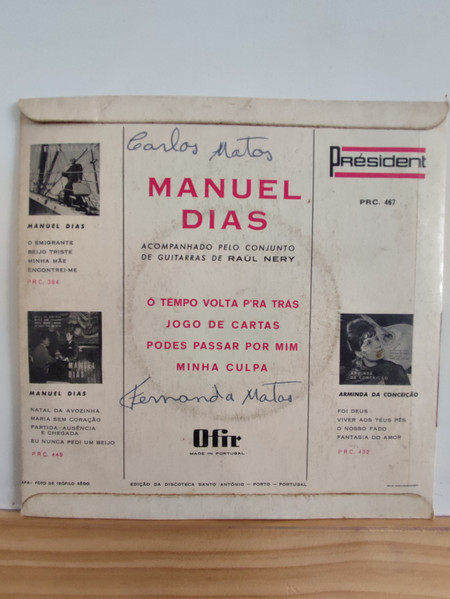 Carlos Matos
MANUEL
DIAS
ACOMPANHADO PELO CONJUNTO
DE GUITARRAS DE RAÚL NERY
Ó TEMPO VOLTA P'RA TRÁS
JOGO DE CARTAS
PODES PASSAR POR MIM
MINHA CULPA
Fernanda Matos
Ofir
MADE IN PORTUGAL
MANUEL DIAS
O EMIGRANTE
BEIJO TRISTE
MINHA MÃE
ENCONTREI-ME
PRC. 384
MANUEL
DIAS
MANUEL DIAS
NATAL DA AVOZINHA
MARIA SEM CORAÇÃO
PARTIDA-AUSÊNCIA
E CHEGADA
EU NUNCA PEDI UM BEIJO
PRC. 449
Président
PRC. 467
ARMINDA DA CONCEIÇÃO
FOI DEUS
VIVER AOS TEUS PÉS
O NOSSO FADO
FANTASIA DO AMOR
PRC. 432
EDIÇÃO DA DISCOTECA SANTO ANTÓNIO - PORTO - PORTUGAL